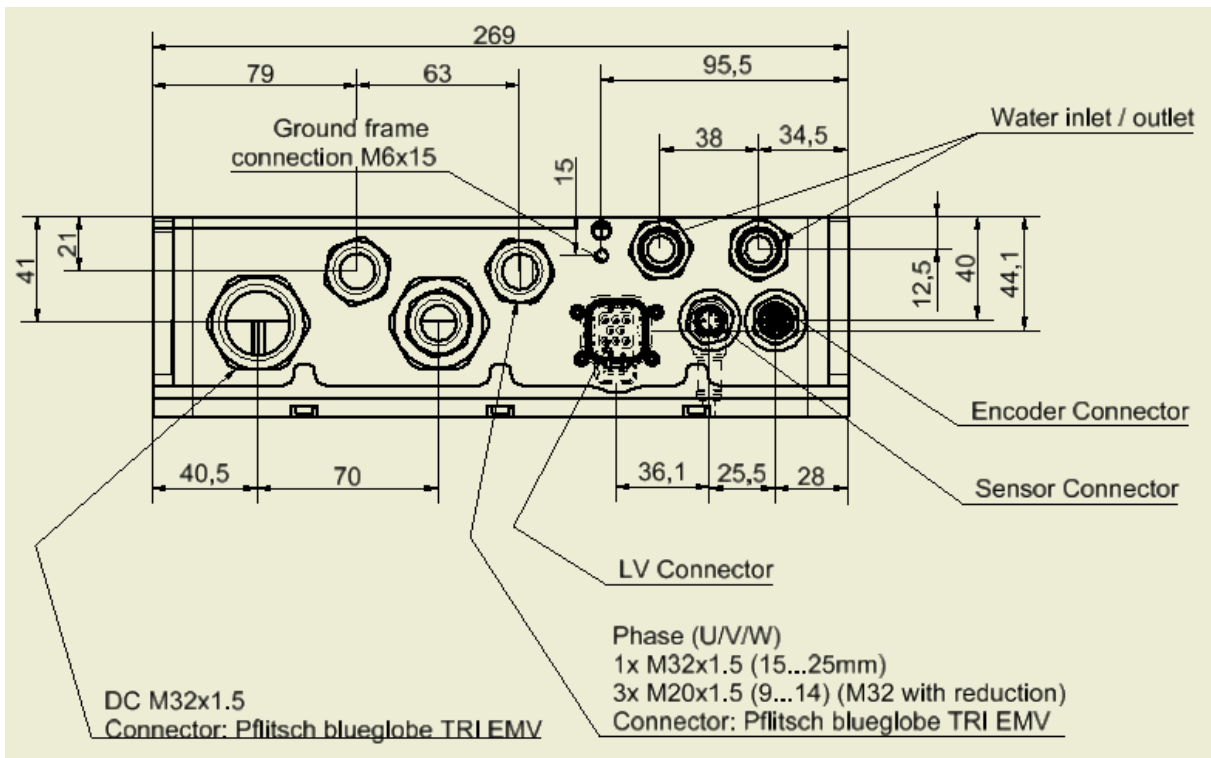 269
79
63
95,5
Ground frame
connection M6x15
Water inlet / outlet
38
34,5
15
21
41
12,5
40
44,1
Encoder Connector
40,5
70
36,1
25,5
28
Sensor Connector
LV Connector
Phase (U/V/W)
1x M32x1.5 (15...25mm)
3x M20x1.5 (9...14) (M32 with reduction)
Connector: Pflitsch blueglobe TRI EMV
DC M32x1.5
Connector: Pflitsch blueglobe TRI EMV